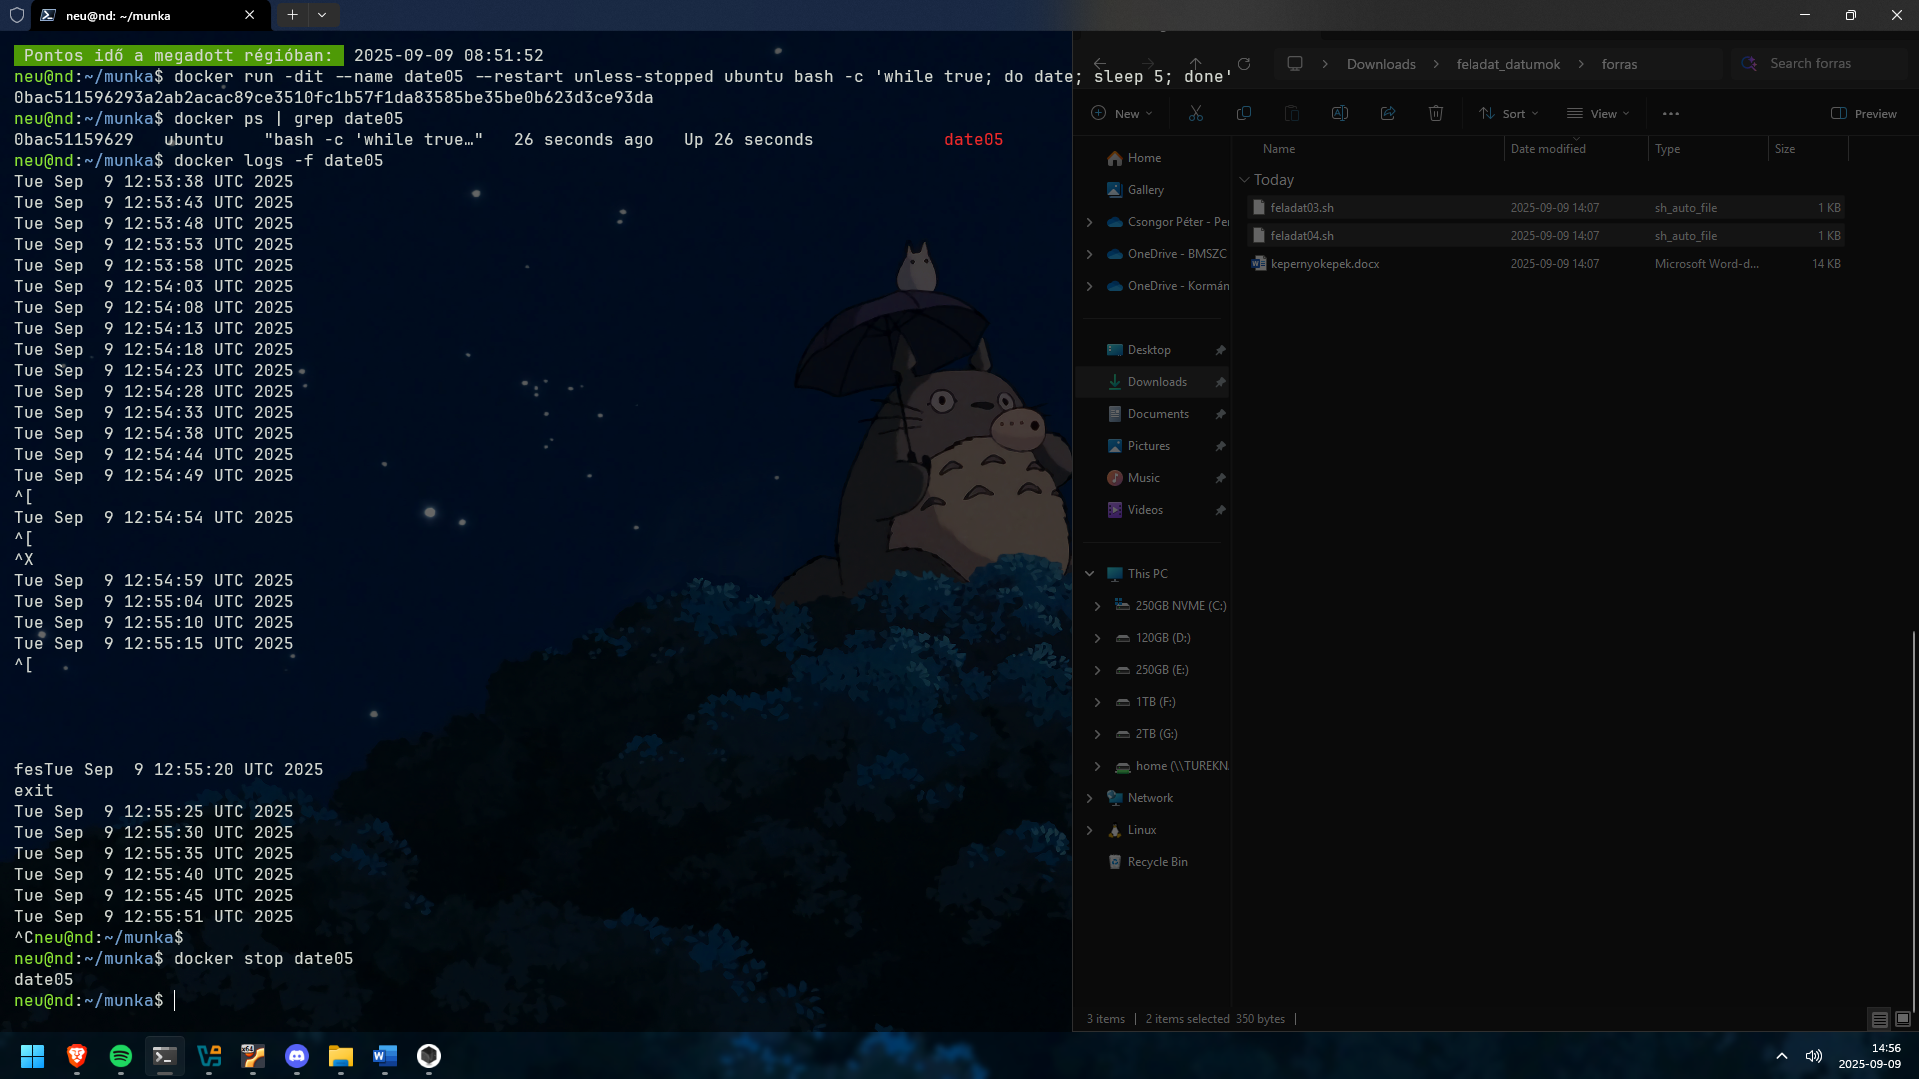 neu@nd: ~/munka
Pontos idő a megadott régióban: 2025-09-09 08:51:52
neu@nd:~/munka$ docker run -dit --name date05 --restart unless-stopped ubuntu bash -c 'while true; do date; sleep 5; done'
0bac511596293a2ab2acac89ce3510fc1b57f1da83585be35be0b623d3ce93da
neu@nd:~/munka$ docker ps | grep date05
0bac51159629 ubuntu "bash -c 'while true…" 26 seconds ago Up 26 seconds date05
neu@nd:~/munka$ docker logs -f date05
Tue Sep  9 12:53:38 UTC 2025
Tue Sep  9 12:53:43 UTC 2025
Tue Sep  9 12:53:48 UTC 2025
Tue Sep  9 12:53:53 UTC 2025
Tue Sep  9 12:53:58 UTC 2025
Tue Sep  9 12:54:03 UTC 2025
Tue Sep  9 12:54:08 UTC 2025
Tue Sep  9 12:54:13 UTC 2025
Tue Sep  9 12:54:18 UTC 2025
Tue Sep  9 12:54:23 UTC 2025
Tue Sep  9 12:54:28 UTC 2025
Tue Sep  9 12:54:33 UTC 2025
Tue Sep  9 12:54:38 UTC 2025
Tue Sep  9 12:54:44 UTC 2025
Tue Sep  9 12:54:49 UTC 2025
^[
Tue Sep  9 12:54:54 UTC 2025
^[
^X
Tue Sep  9 12:54:59 UTC 2025
Tue Sep  9 12:55:04 UTC 2025
Tue Sep  9 12:55:10 UTC 2025
Tue Sep  9 12:55:15 UTC 2025
^[
fesTue Sep  9 12:55:20 UTC 2025
exit
Tue Sep  9 12:55:25 UTC 2025
Tue Sep  9 12:55:30 UTC 2025
Tue Sep  9 12:55:35 UTC 2025
Tue Sep  9 12:55:40 UTC 2025
Tue Sep  9 12:55:45 UTC 2025
Tue Sep  9 12:55:51 UTC 2025
^Cneu@nd:~/munka$
neu@nd:~/munka$ docker stop date05
date05
neu@nd:~/munka$
Downloads > feladat_datumok > forras
Search forras
New
Sort
View
Preview
Home
Gallery
Csongor Péter - Per
OneDrive - BMSZC
OneDrive - Kormán
Desktop
Downloads
Documents
Pictures
Music
Videos
This PC
250GB NVME (C:)
120GB (D:)
250GB (E:)
1TB (F:)
2TB (G:)
home (\\TUREKN.
Network
Linux
Recycle Bin
Name Date modified Type Size
Today
feladat03.sh 2025-09-09 14:07 sh_auto_file 1 KB
feladat04.sh 2025-09-09 14:07 sh_auto_file 1 KB
kepernyokepek.docx 2025-09-09 14:07 Microsoft Word-d... 14 KB
3 items | 2 items selected 350 bytes |
x64
14:56
2025-09-09